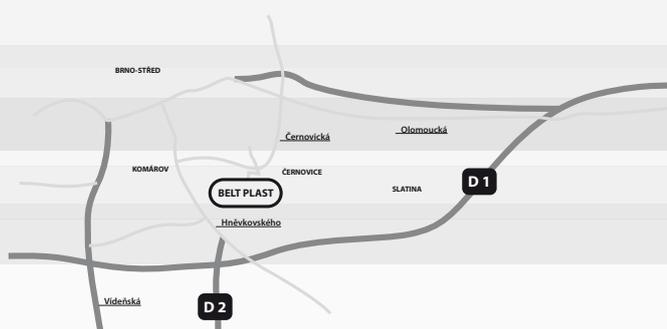 BRNO-STŘED
Černovická
Olomoucká
KOMÁROV
ČERNOVICE
D 1
BELT PLAST
SLATINA
Hněvkovského
Vídeňská
D 2